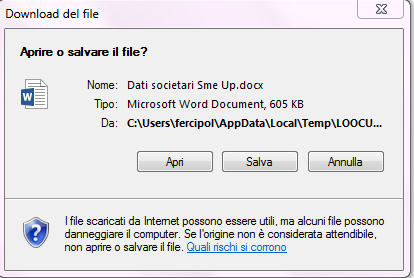 Download del file
Aprire o salvare il file?
Nome: Dati societari Sme Up.docx
Tipo: Microsoft Word Document, 605 KB
Da: C:\Users\fercipol\AppData\Local\Temp\LOOCU...
Apri Salva Annulla
I file scaricati da Internet possono essere utili, ma alcuni file possono
danneggiare il computer. Se l'origine non è considerata attendibile,
non aprire o salvare il file. Quali rischi si corrono